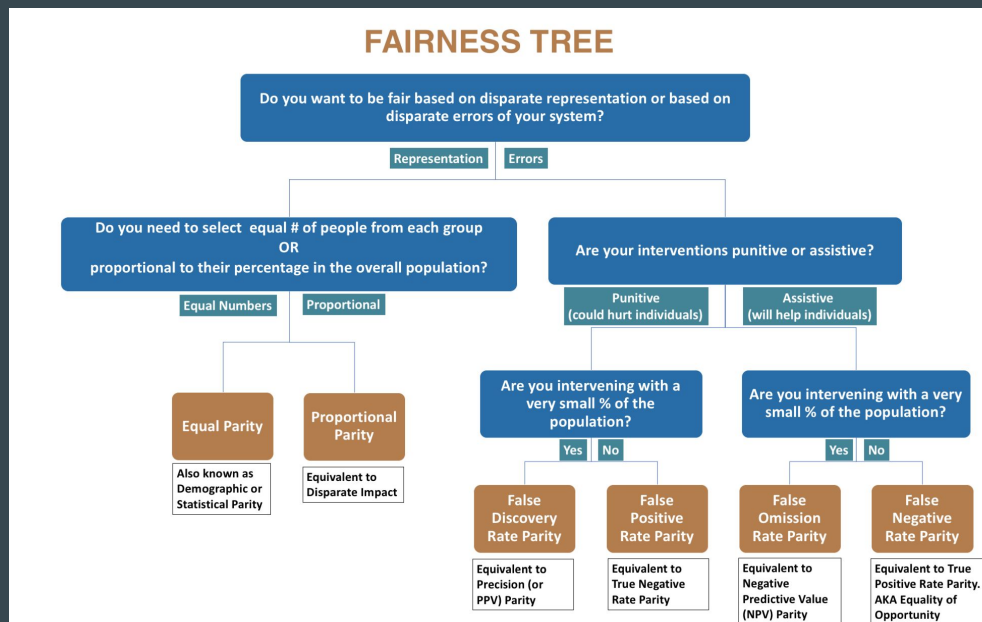 FAIRNESS TREE
Do you want to be fair based on disparate representation or based on
disparate errors of your system?
Representation
Errors
Do you need to select equal # of people from each group
OR
proportional to their percentage in the overall population?
Are your interventions punitive or assistive?
Equal Numbers
Proportional
Punitive
(could hurt individuals)
Assistive
(will help individuals)
Equal Parity
Proportional
Parity
Also known as
Demographic or
Statistical Parity
Equivalent to
Disparate Impact
Are you intervening with a
very small % of the
population?
Are you intervening with a very
small % of the population?
Yes
No
Yes
No
False
Discovery
Rate Parity
False
Positive
Rate Parity
False
Omission
Rate Parity
False
Negative
Rate Parity
Equivalent to
Precision (or
PPV) Parity
Equivalent to
True Negative
Rate Parity
Equivalent to
Negative
Predictive Value
(NPV) Parity
Equivalent to True
Positive Rate Parity.
AKA Equality of
Opportunity